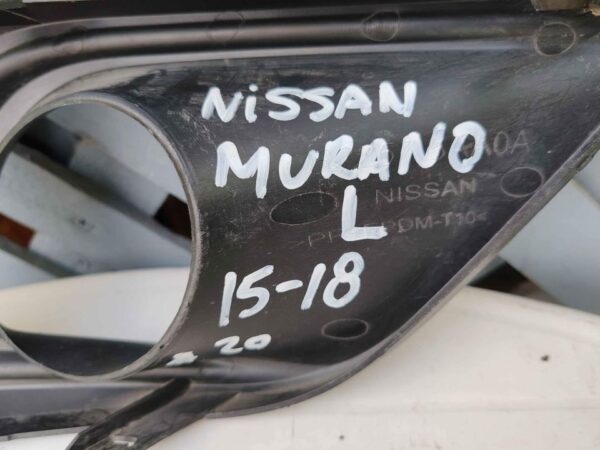 NiSSAN
MURANO
NISSAN
L
15-18
20